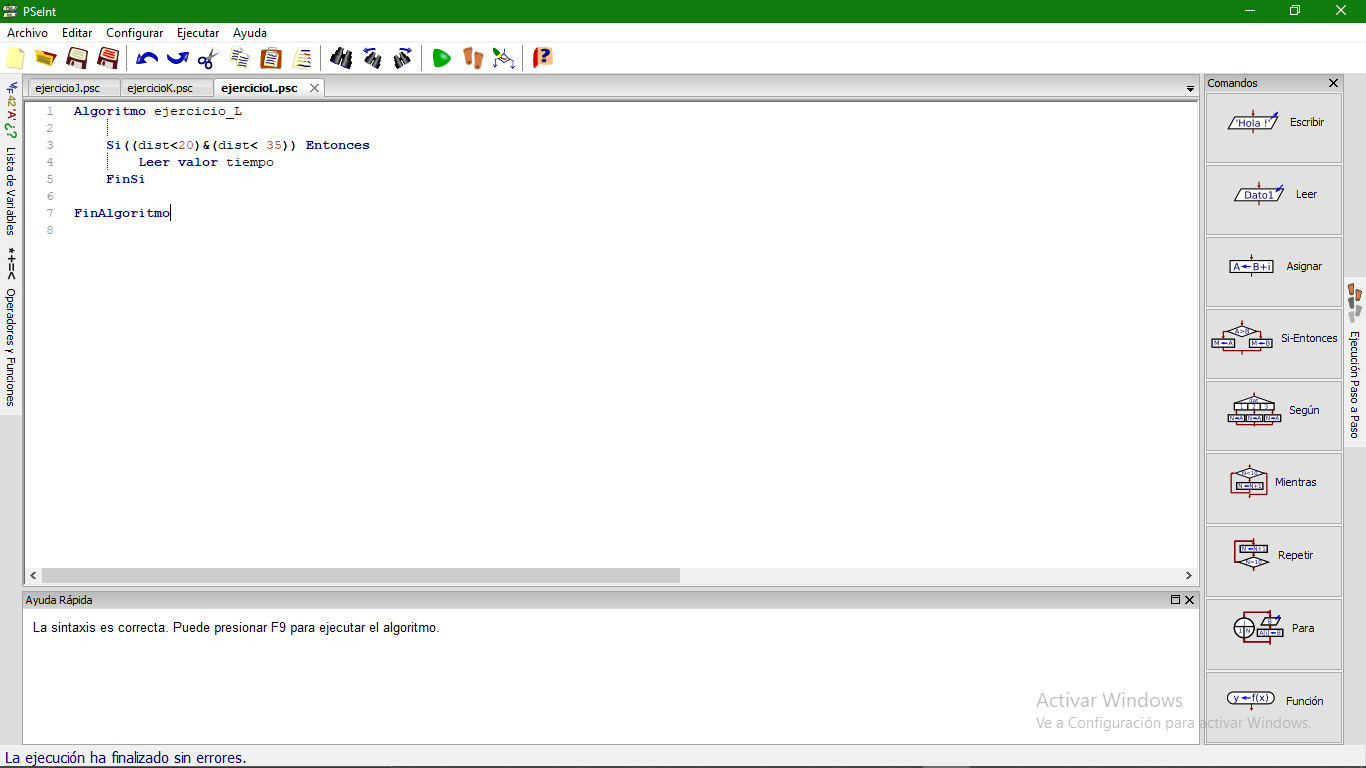 PSeInt
Archivo Editar Configurar Ejecutar Ayuda
ejercicioJ.psc ejercicioK.psc ejercicioL.psc
1 Algoritmo ejercicio_L
2
3 Si((dist<20)&(dist< 35)) Entonces
4 Leer valor tiempo
5 FinSi
6
7 FinAlgoritmo
8
Lista de Variables
*+=< Operadores y Funciones
Comandos
'Hola !' Escribir
Dato1 Leer
A←B+i Asignar
A>B M←A M←B Si-Entonces
Según
Mientras
Repetir
Para
y←f(x) Función
Ejecución Paso a Paso
Ayuda Rápida
La sintaxis es correcta. Puede presionar F9 para ejecutar el algoritmo.
Activar Windows
Ve a Configuración para activar Windows.
La ejecución ha finalizado sin errores.